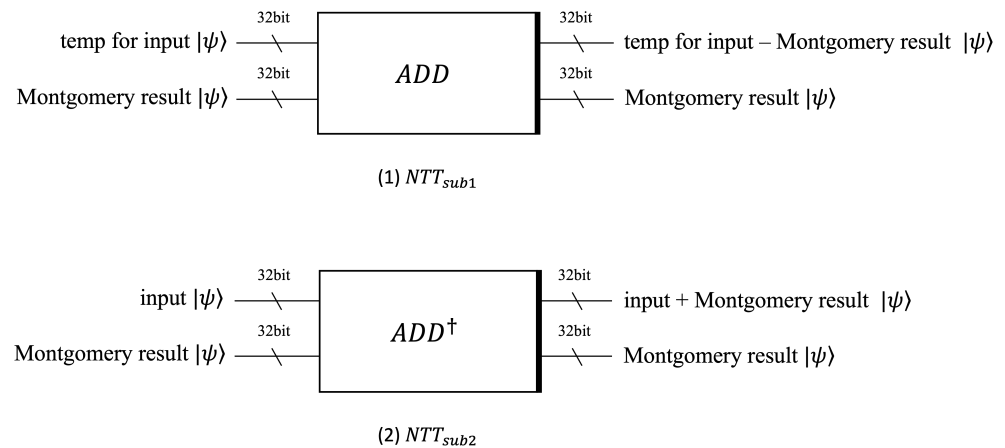 32bit 32bit
temp for input |ψ⟩ ADD temp for input – Montgomery result |ψ⟩
32bit 32bit
Montgomery result |ψ⟩ Montgomery result |ψ⟩
(1) NTT_sub1
32bit 32bit
input |ψ⟩ ADD† input + Montgomery result |ψ⟩
32bit 32bit
Montgomery result |ψ⟩ Montgomery result |ψ⟩
(2) NTT_sub2